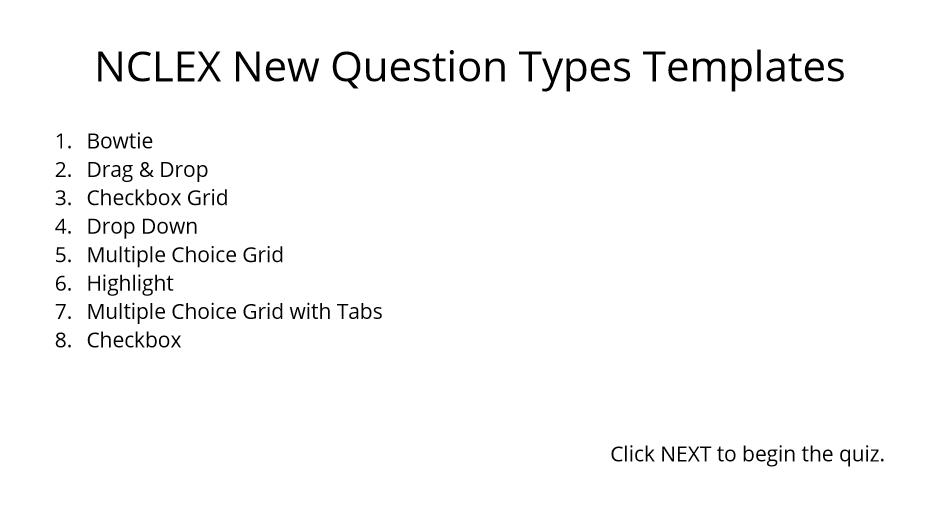 NCLEX New Question Types Templates
1. Bowtie
2. Drag & Drop
3. Checkbox Grid
4. Drop Down
5. Multiple Choice Grid
6. Highlight
7. Multiple Choice Grid with Tabs
8. Checkbox
Click NEXT to begin the quiz.